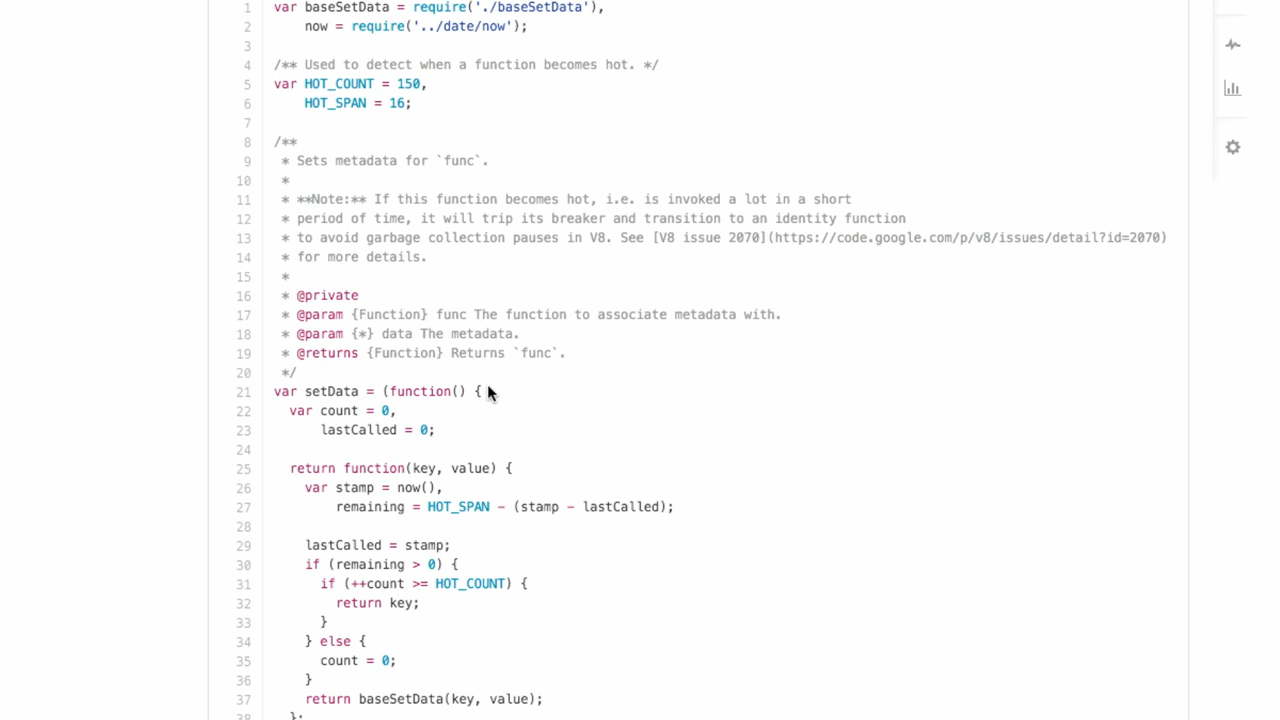 1 var baseSetData = require('./baseSetData'),
2     now = require('../date/now');
3
4 /** Used to detect when a function becomes hot. */
5 var HOT_COUNT = 150,
6     HOT_SPAN = 16;
7
8 /**
9  * Sets metadata for `func`.
10  *
11  * **Note:** If this function becomes hot, i.e. is invoked a lot in a short
12  * period of time, it will trip its breaker and transition to an identity function
13  * to avoid garbage collection pauses in V8. See [V8 issue 2070](https://code.google.com/p/v8/issues/detail?id=2070)
14  * for more details.
15  *
16  * @private
17  * @param {Function} func The function to associate metadata with.
18  * @param {*} data The metadata.
19  * @returns {Function} Returns `func`.
20  */
21 var setData = (function() {
22   var count = 0,
23       lastCalled = 0;
24
25   return function(key, value) {
26     var stamp = now(),
27         remaining = HOT_SPAN - (stamp - lastCalled);
28
29     lastCalled = stamp;
30     if (remaining > 0) {
31       if (++count >= HOT_COUNT) {
32         return key;
33       }
34     } else {
35       count = 0;
36     }
37     return baseSetData(key, value);
38   };